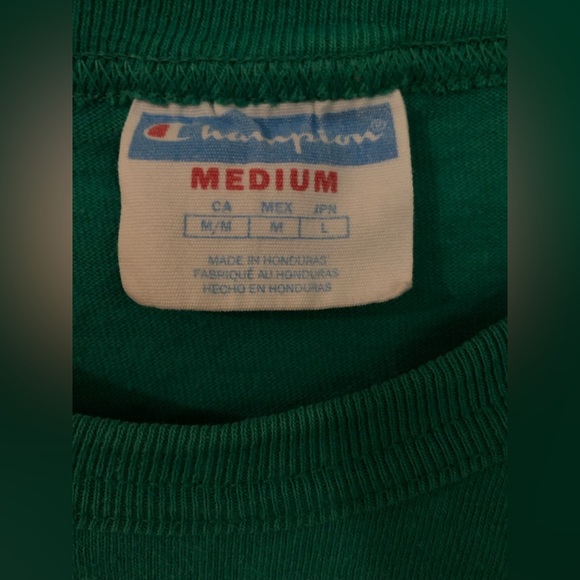 Champion®
MEDIUM
CA MEX JPN
M/M M L
MADE IN HONDURAS
FABRIQUÉ AU HONDURAS
HECHO EN HONDURAS